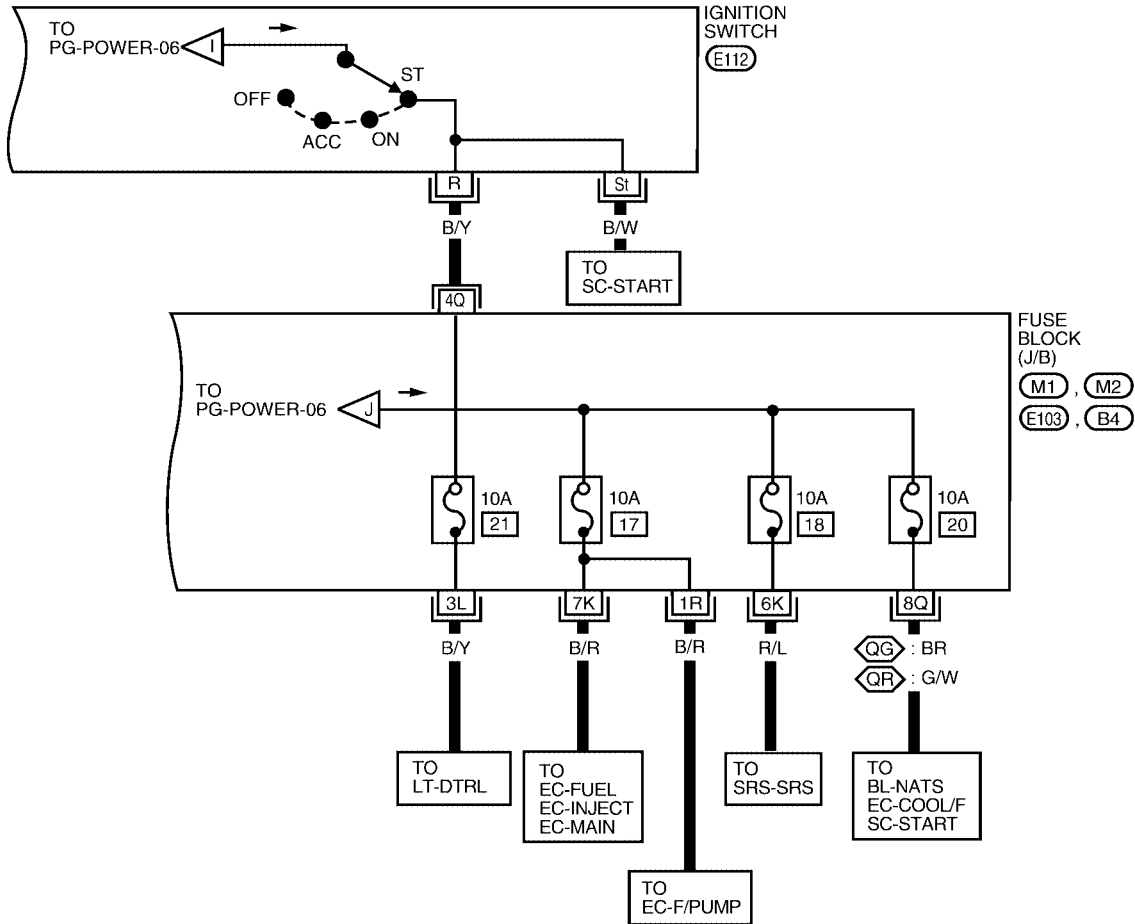 IGNITION
SWITCH
E112
TO
PG-POWER-06
I
ST
OFF
ACC
ON
R
St
B/Y
B/W
TO
SC-START
4Q
FUSE
BLOCK
(J/B)
M1 , M2
E103 , B4
TO
PG-POWER-06
J
10A
21
10A
17
10A
18
10A
20
3L
7K
1R
6K
8Q
B/Y
B/R
B/R
R/L
QG : BR
QR : G/W
TO
LT-DTRL
TO
EC-FUEL
EC-INJECT
EC-MAIN
TO
SRS-SRS
TO
BL-NATS
EC-COOL/F
SC-START
TO
EC-F/PUMP